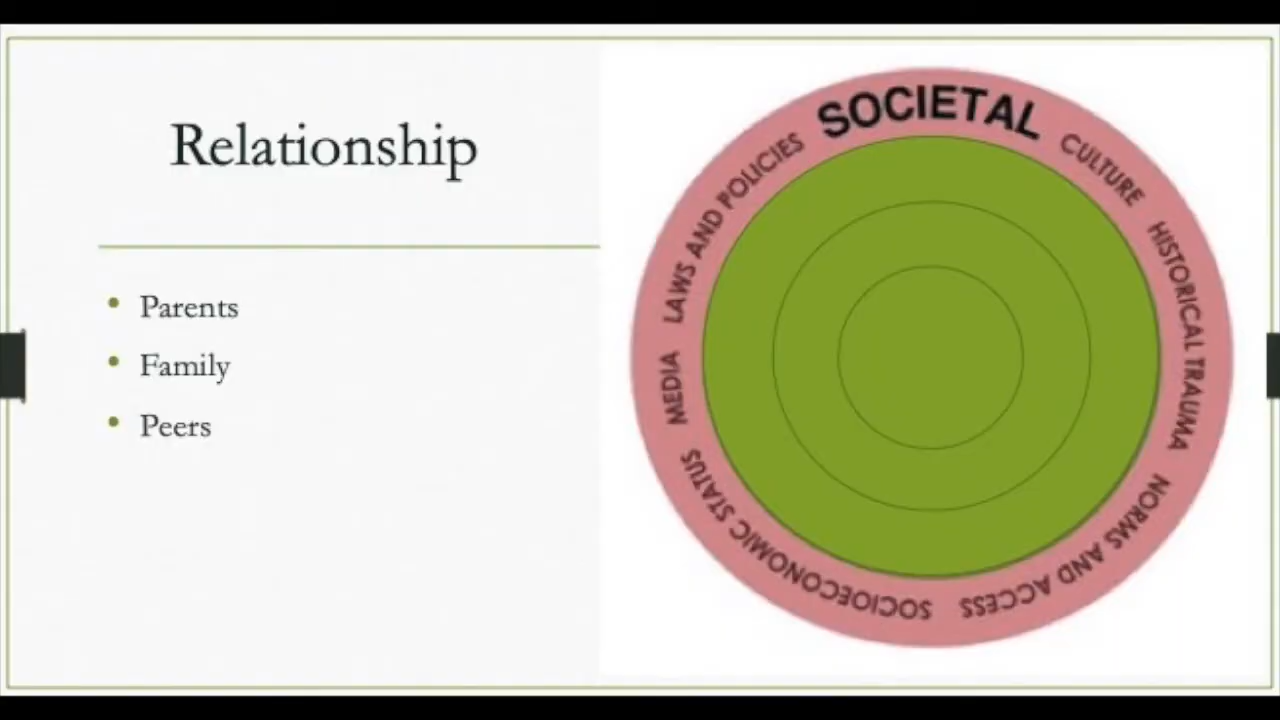 Relationship
Parents
Family
Peers
SOCIETAL
CULTURE
HISTORICAL TRAUMA
NORMS AND ACCESS
SOCIOECONOMIC STATUS
MEDIA
LAWS AND POLICIES